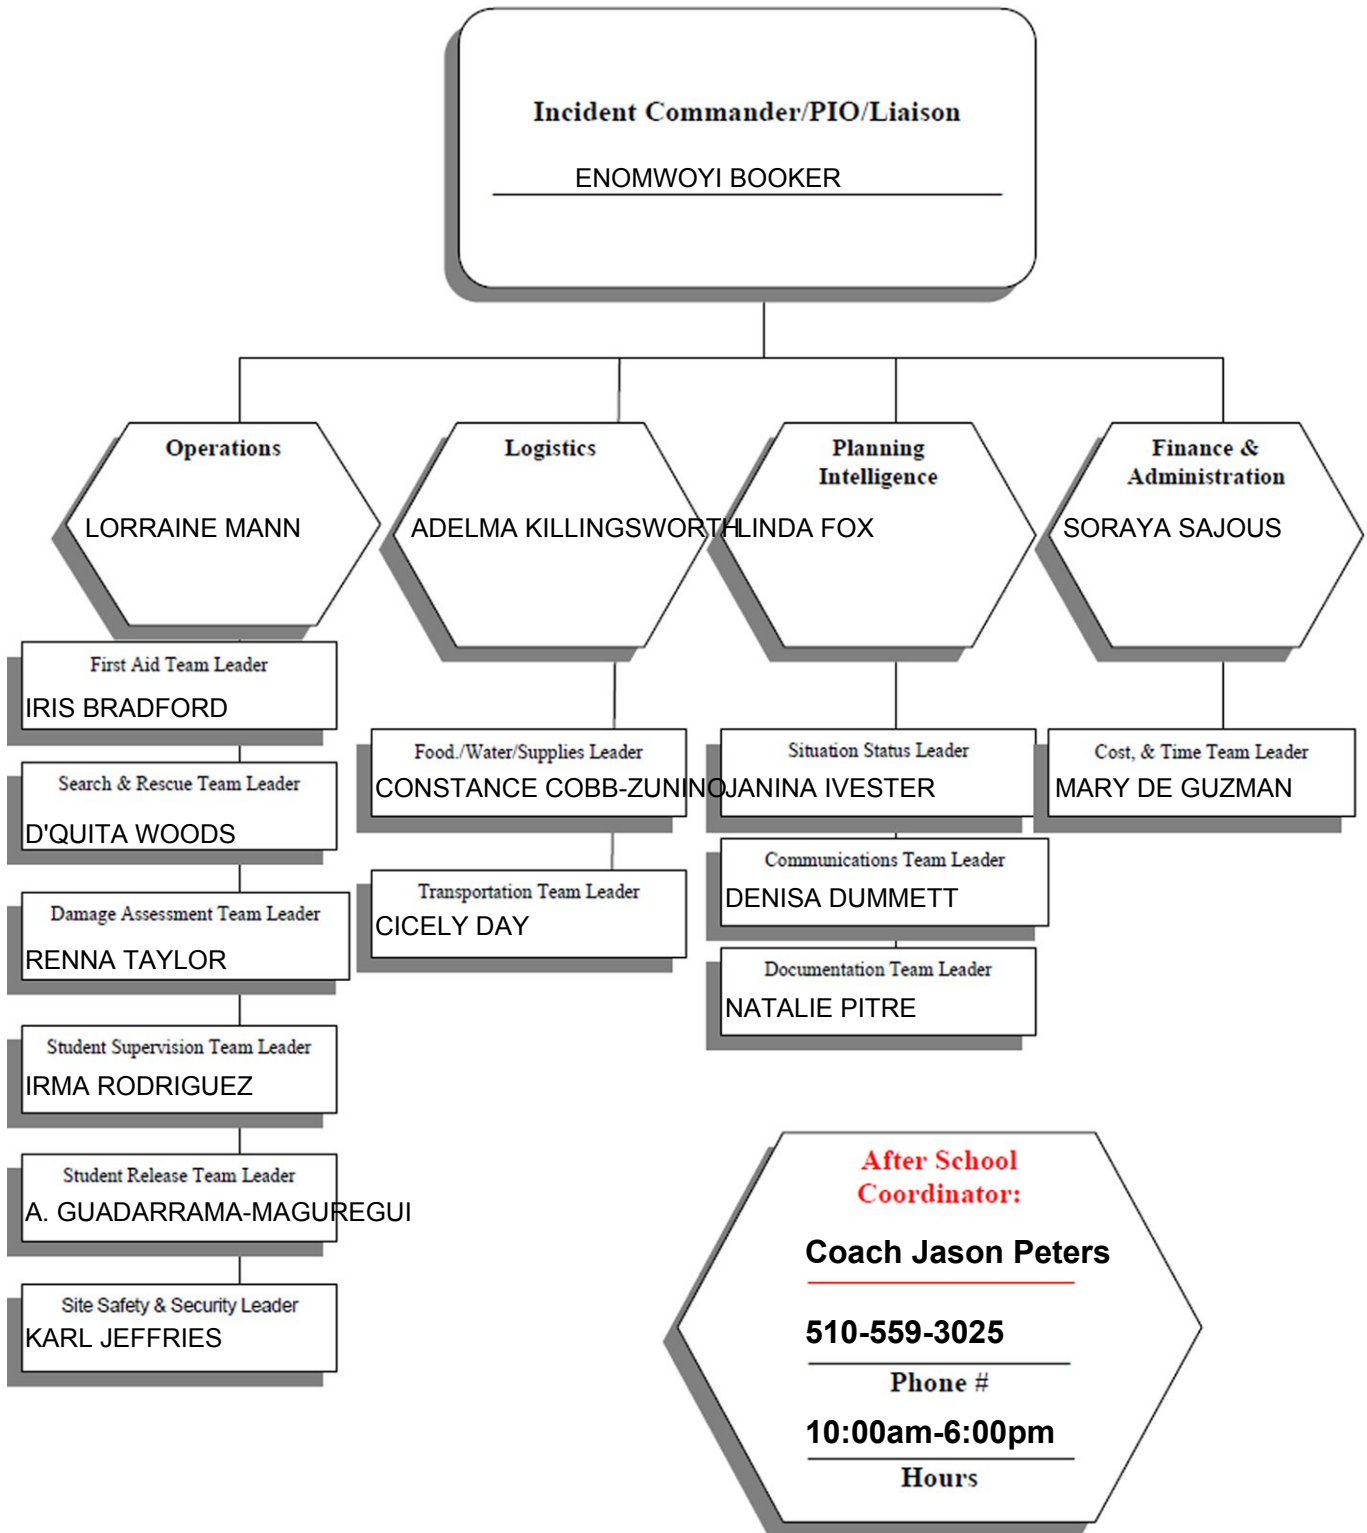 Incident Commander/PIO/Liaison
ENOMWOYI BOOKER
Operations
LORRAINE MANN
Logistics
ADELMA KILLINGSWORTH
Planning
Intelligence
LINDA FOX
Finance &
Administration
SORAYA SAJOUS
First Aid Team Leader
IRIS BRADFORD
Search & Rescue Team Leader
D'QUITA WOODS
Damage Assessment Team Leader
RENNA TAYLOR
Student Supervision Team Leader
IRMA RODRIGUEZ
Student Release Team Leader
A. GUADARRAMA-MAGUREGUI
Site Safety & Security Leader
KARL JEFFRIES
Food./Water/Supplies Leader
CONSTANCE COBB-ZUNINO
Transportation Team Leader
CICELY DAY
Situation Status Leader
JANINA IVESTER
Communications Team Leader
DENISA DUMMETT
Documentation Team Leader
NATALIE PITRE
Cost, & Time Team Leader
MARY DE GUZMAN
After School
Coordinator:
Coach Jason Peters
510-559-3025
Phone #
10:00am-6:00pm
Hours